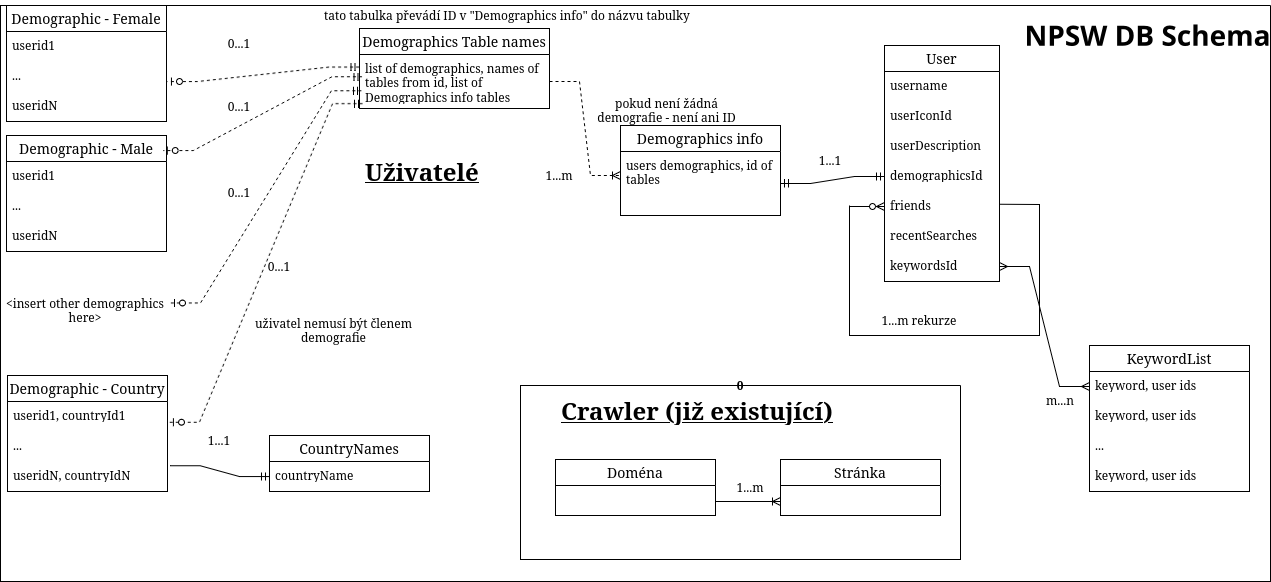 NPSW DB Schema
tato tabulka převádí ID v "Demographics info" do názvu tabulky
Demographic - Female
userid1
...
useridN
0...1
Demographics Table names
list of demographics, names of
tables from id, list of
Demographics info tables
0...1
Demographic - Male
userid1
...
useridN
0...1
Uživatelé
1...m
pokud není žádná
demografie - není ani ID
Demographics info
users demographics, id of
tables
1...1
User
username
userIconId
userDescription
demographicsId
friends
recentSearches
keywordsId
1...m rekurze
0...1
<insert other demographics
here>
uživatel nemusí být členem
demografie
Demographic - Country
userid1, countryId1
...
useridN, countryIdN
1...1
CountryNames
countryName
0
Crawler (již existující)
Doména
1...m
Stránka
m...n
KeywordList
keyword, user ids
keyword, user ids
...
keyword, user ids